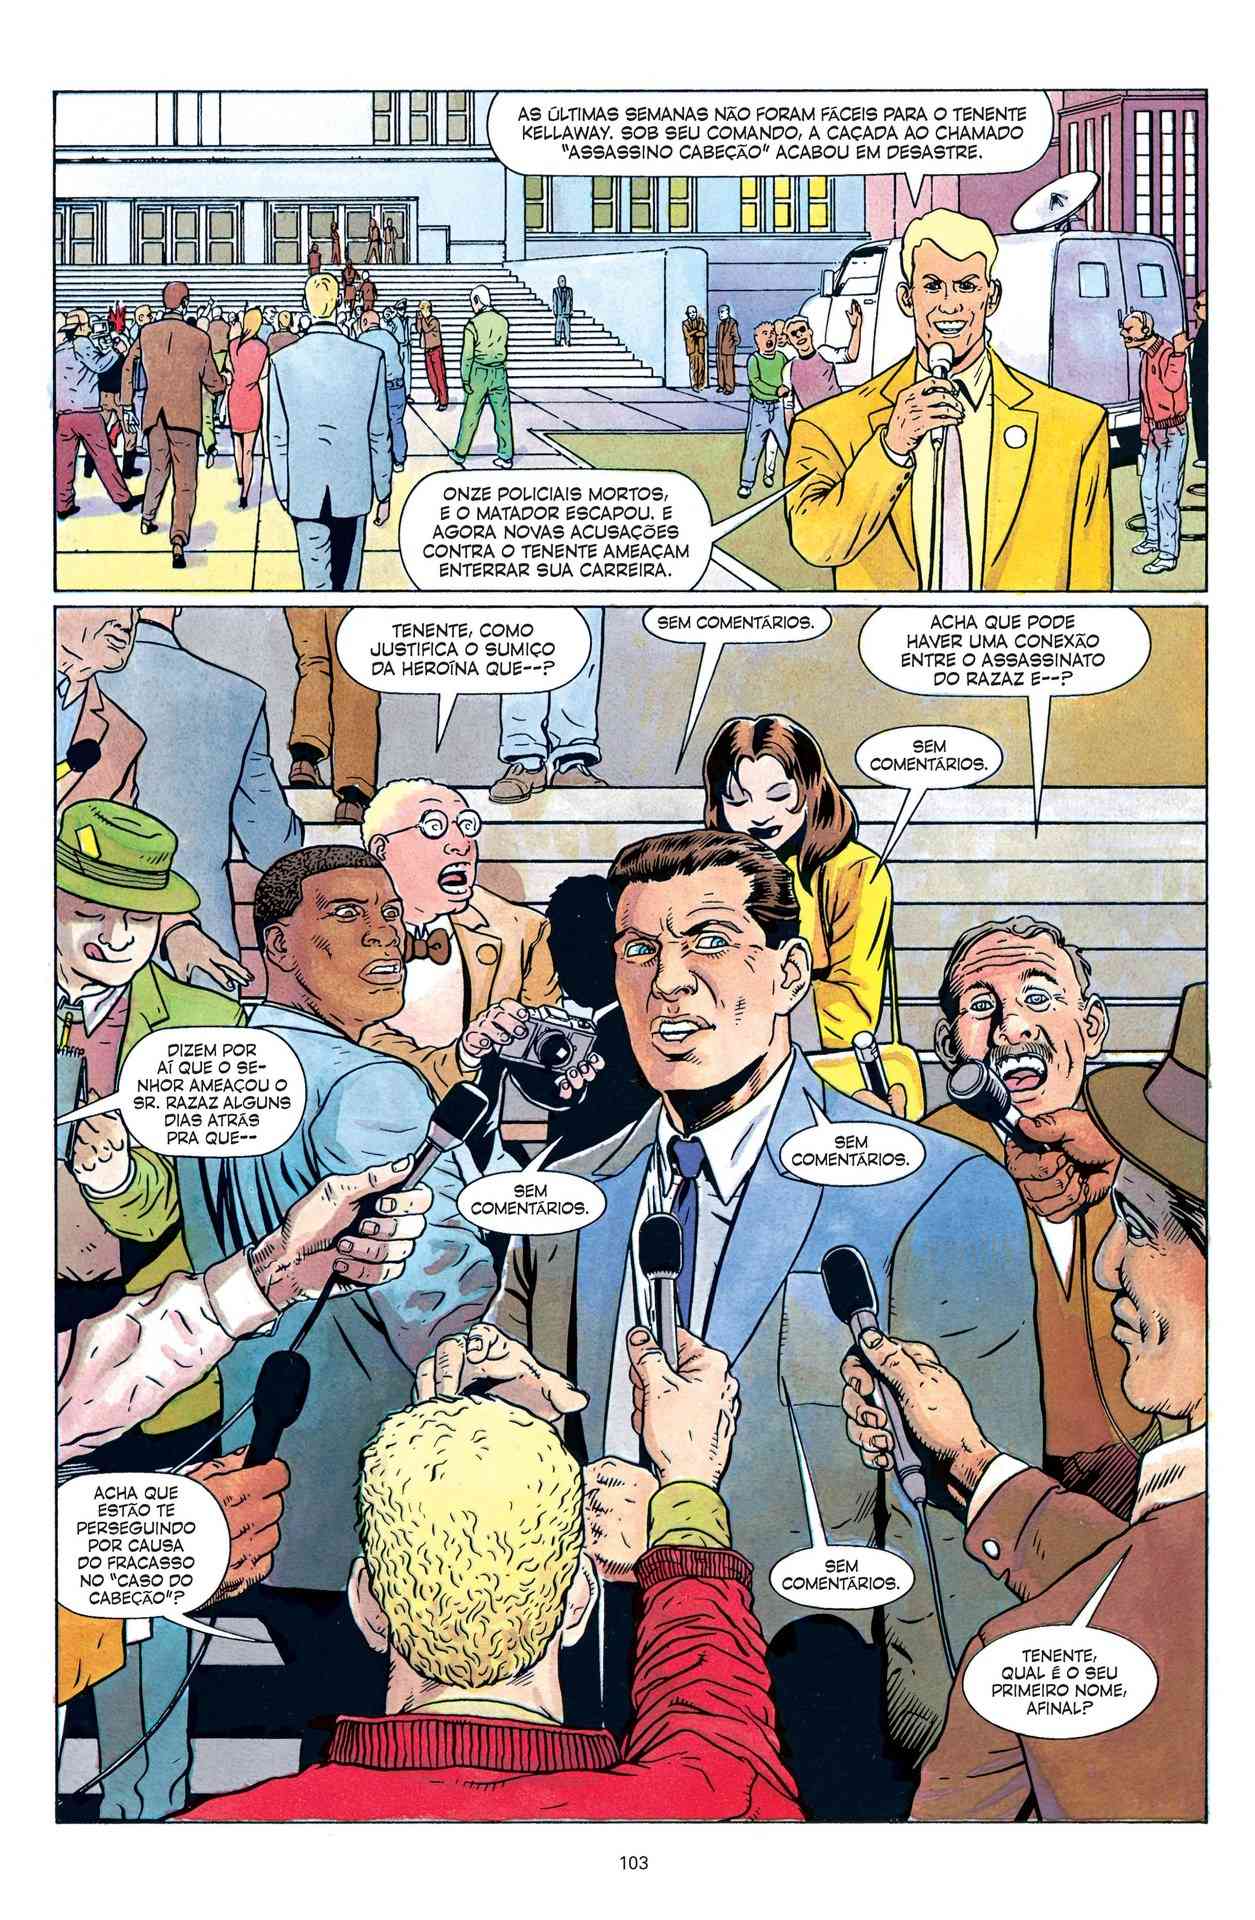 AS ÚLTIMAS SEMANAS NÃO FORAM FÁCEIS PARA O TENENTE
KELLAWAY. SOB SEU COMANDO, A CAÇADA AO CHAMADO
"ASSASSINO CABEÇÃO" ACABOU EM DESASTRE.
ONZE POLICIAIS MORTOS,
E O MATADOR ESCAPOU. E
AGORA NOVAS ACUSAÇÕES
CONTRA O TENENTE AMEAÇAM
ENTERRAR SUA CARREIRA.
TENENTE, COMO
JUSTIFICA O SUMIÇO
DA HEROÍNA QUE--?
SEM COMENTÁRIOS.
ACHA QUE PODE
HAVER UMA CONEXÃO
ENTRE O ASSASSINATO
DO RAZAZ E--?
SEM
COMENTÁRIOS.
DIZEM POR
AÍ QUE O SE-
NHOR AMEAÇOU O
SR. RAZAZ ALGUNS
DIAS ATRÁS
PRA QUE--
SEM
COMENTÁRIOS.
SEM
COMENTÁRIOS.
ACHA QUE
ESTÃO TE
PERSEGUINDO
POR CAUSA
DO FRACASSO
NO "CASO DO
CABEÇÃO"?
SEM
COMENTÁRIOS.
TENENTE,
QUAL É O SEU
PRIMEIRO NOME,
AFINAL?
103